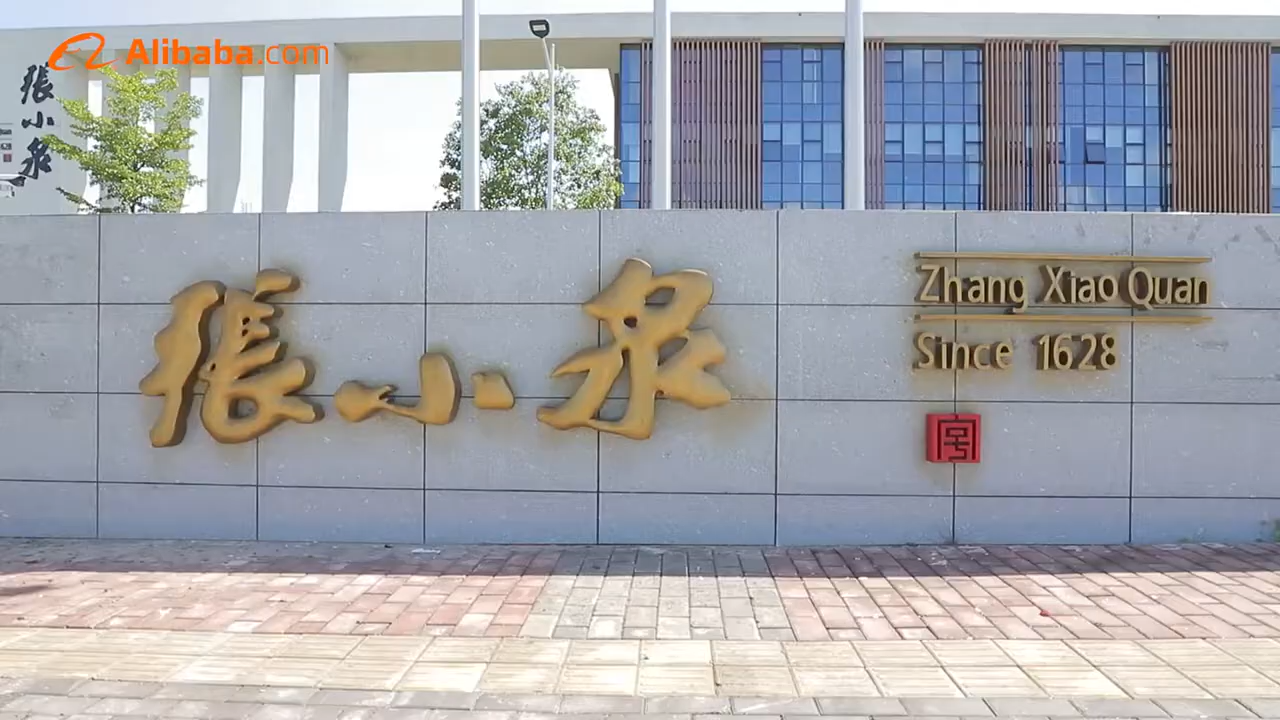 Alibaba.com
張小泉
張小泉
Zhang Xiao Quan
Since 1628